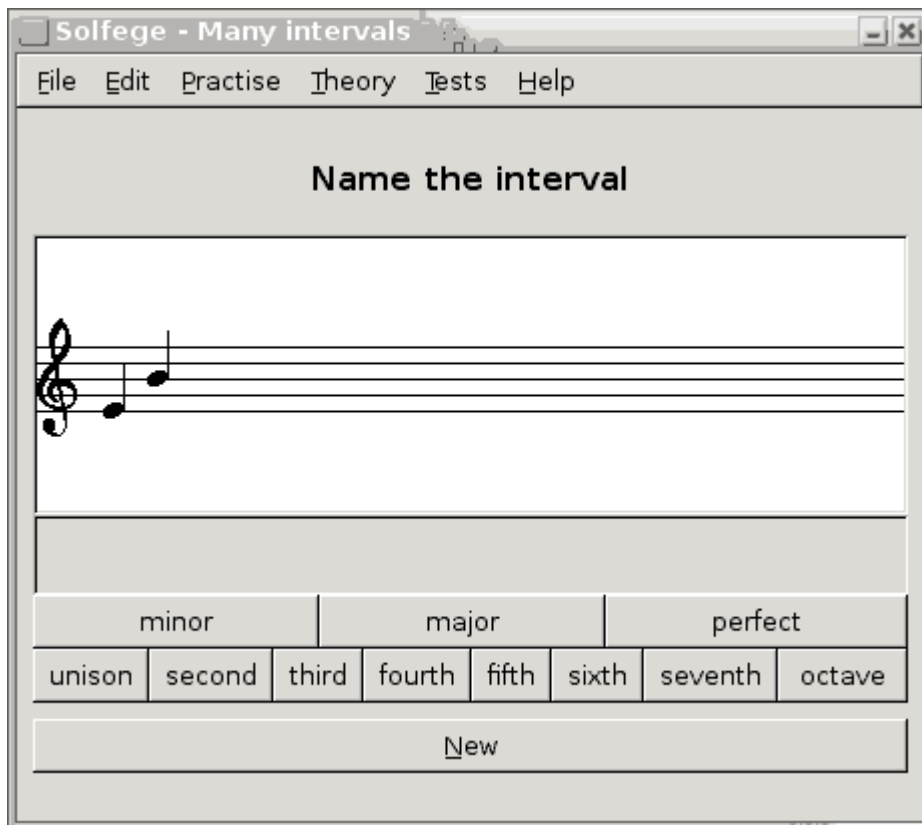 Solfege - Many intervals
File Edit Practise Theory Tests Help
Name the interval
minor major perfect
unison second third fourth fifth sixth seventh octave
New